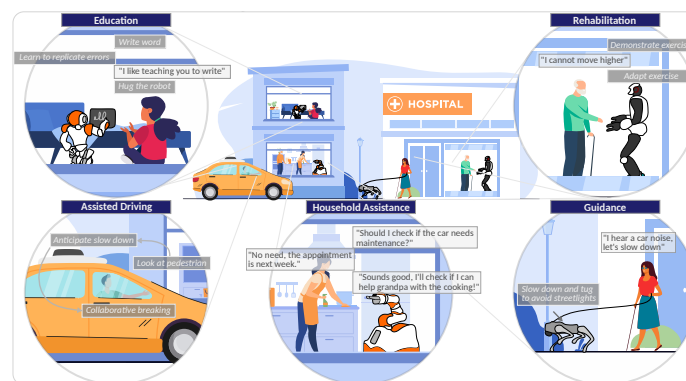 Education
Write word
Learn to replicate errors
"I like teaching you to write"
Hug the robot
HOSPITAL
Rehabilitation
Demonstrate exercis
"I cannot move higher"
Adapt exercise
Assisted Driving
Anticipate slow down
Look at pedestrian
Collaborative breaking
Household Assistance
"Should I check if the car needs
maintenance?"
"No need, the appointment
is next week."
"Sounds good, I'll check if I can
help grandpa with the cooking!"
Guidance
"I hear a car noise,
let's slow down"
Slow down and tug
to avoid streetlights